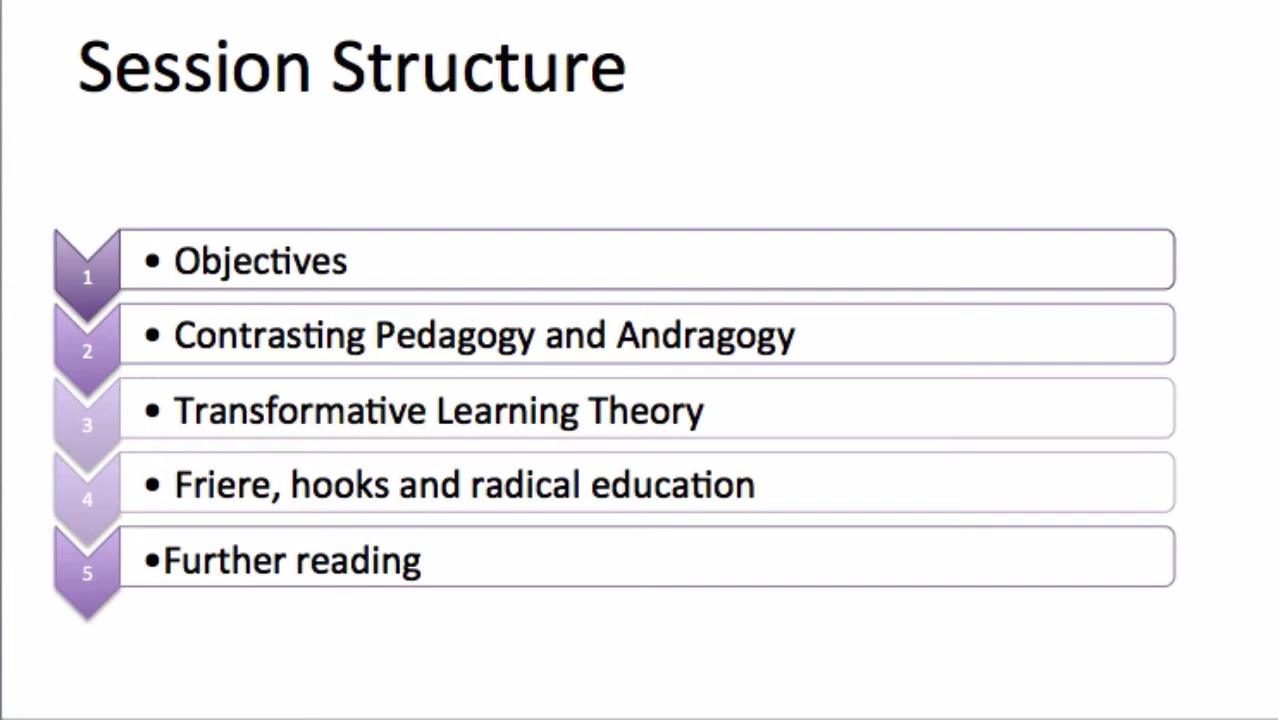 Session Structure
1
• Objectives
2
• Contrasting Pedagogy and Andragogy
3
• Transformative Learning Theory
4
• Friere, hooks and radical education
5
•Further reading